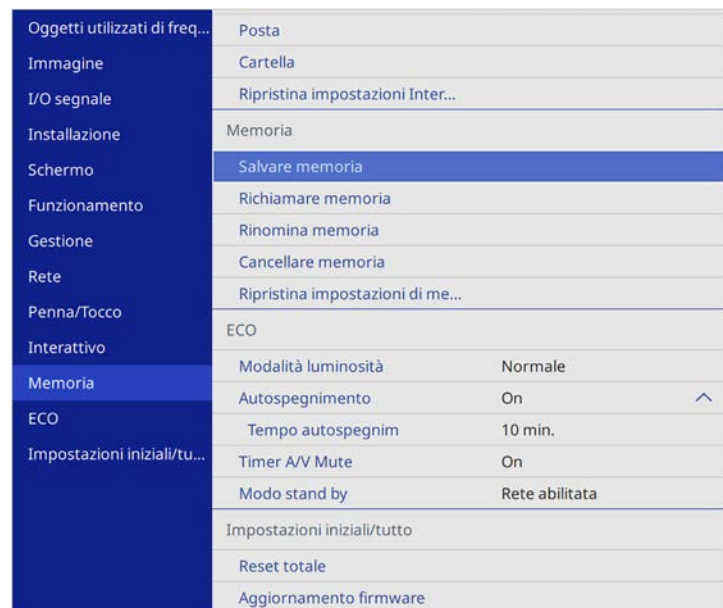 Oggetti utilizzati di freq...
Immagine
I/O segnale
Installazione
Schermo
Funzionamento
Gestione
Rete
Penna/Tocco
Interattivo
Memoria
ECO
Impostazioni iniziali/tu...
Posta
Cartella
Ripristina impostazioni Inter...
Memoria
Salvare memoria
Richiamare memoria
Rinomina memoria
Cancellare memoria
Ripristina impostazioni di me...
ECO
Modalità luminosità Normale
Autospegnimento On
Tempo autospegnim 10 min.
Timer A/V Mute On
Modo stand by Rete abilitata
Impostazioni iniziali/tutto
Reset totale
Aggiornamento firmware